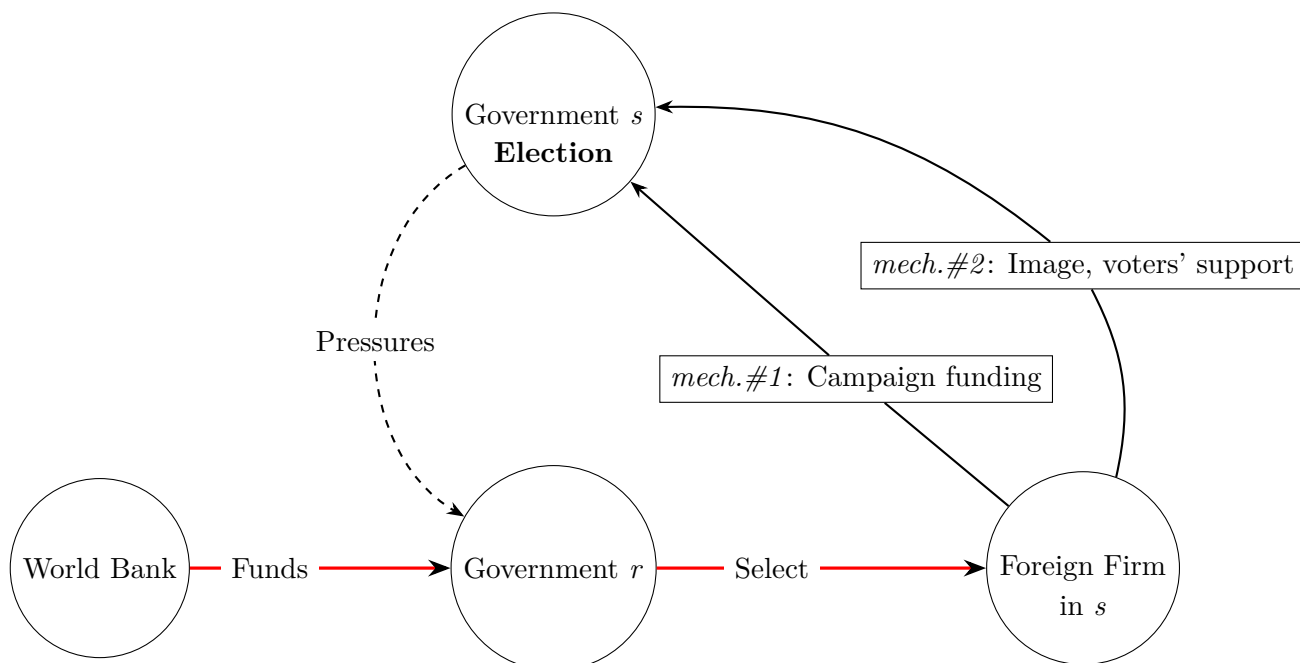 Government s
Election
mech.#2: Image, voters' support
Pressures
mech.#1: Campaign funding
World Bank
Funds
Government r
Select
Foreign Firm
in s